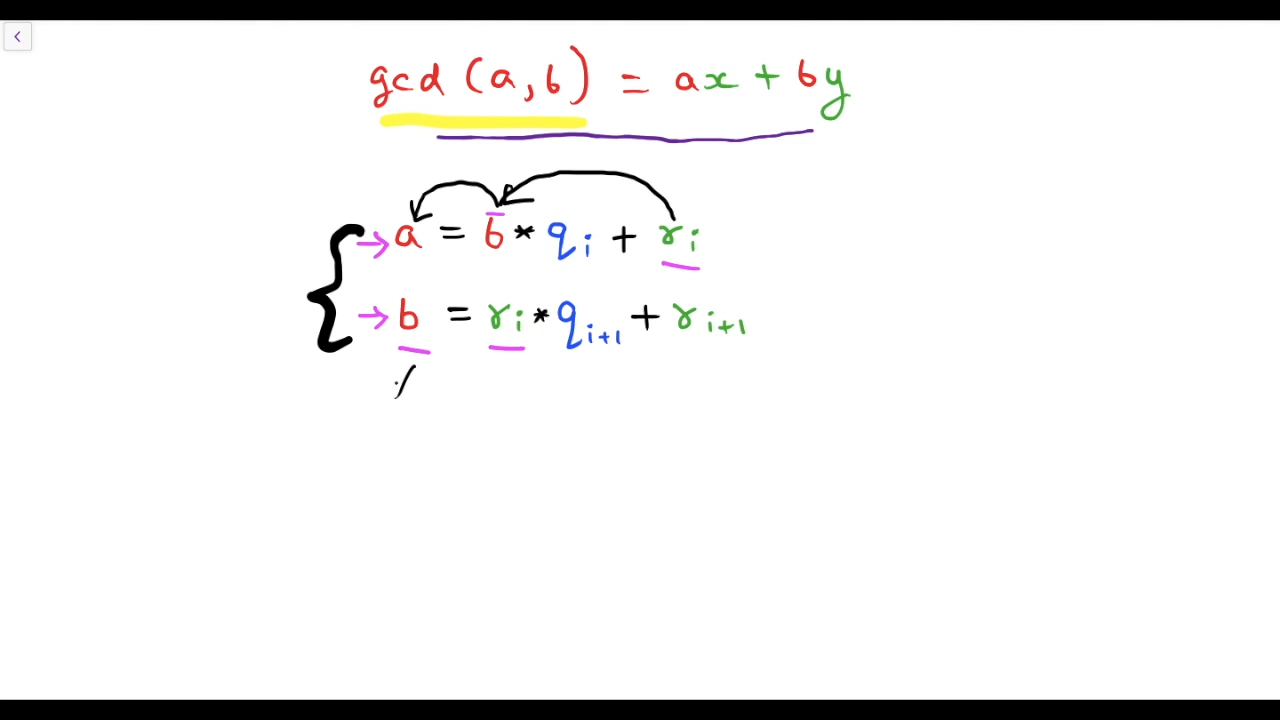 gcd (a, b) = ax + by
→ a = b * qᵢ + rᵢ
→ b = rᵢ * qᵢ₊₁ + rᵢ₊₁